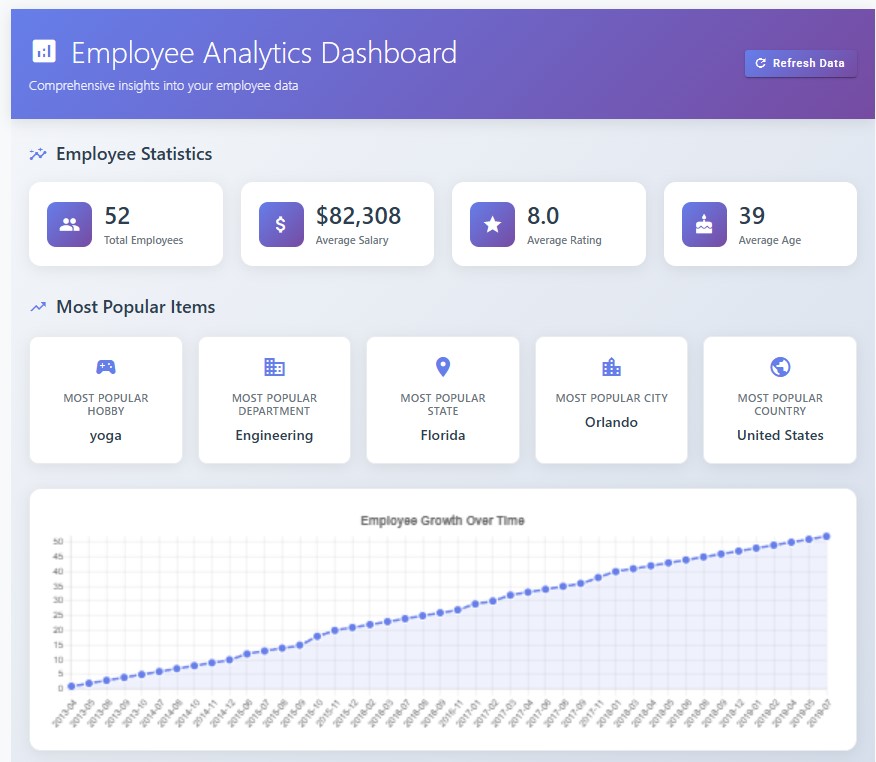 Employee Analytics Dashboard
Comprehensive insights into your employee data
Refresh Data
Employee Statistics
52
Total Employees
$82,308
Average Salary
8.0
Average Rating
39
Average Age
Most Popular Items
MOST POPULAR
HOBBY
yoga
MOST POPULAR
DEPARTMENT
Engineering
MOST POPULAR
STATE
Florida
MOST POPULAR CITY
Orlando
MOST POPULAR
COUNTRY
United States
Employee Growth Over Time
50
45
40
35
30
25
20
15
10
5
0
2013-04
2013-05
2013-08
2013-09
2013-10
2014-07
2014-08
2014-10
2014-11
2014-12
2015-06
2015-07
2015-08
2015-09
2015-10
2015-11
2015-12
2016-02
2016-03
2016-07
2016-08
2016-09
2016-11
2017-01
2017-02
2017-03
2017-04
2017-06
2017-08
2017-09
2017-11
2018-01
2018-03
2018-04
2018-05
2018-06
2018-08
2018-09
2018-12
2019-01
2019-02
2019-04
2019-05
2019-07